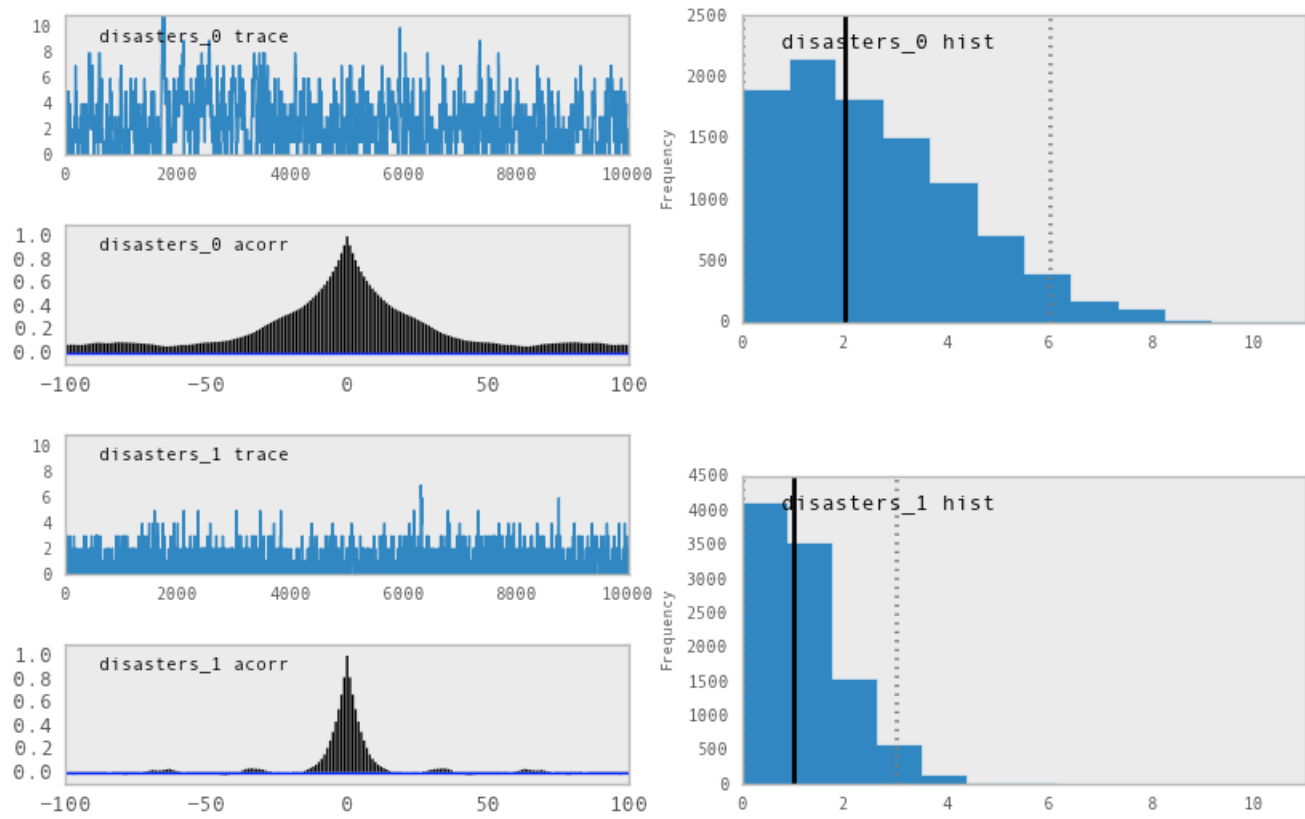 disasters_0 trace
10
8
6
4
2
0
0 2000 4000 6000 8000 10000
disasters_0 acorr
1.0
0.8
0.6
0.4
0.2
0.0
−100 −50 0 50 100
disasters_1 trace
10
8
6
4
2
0
0 2000 4000 6000 8000 10000
disasters_1 acorr
1.0
0.8
0.6
0.4
0.2
0.0
−100 −50 0 50 100
disasters_0 hist
Frequency
2500
2000
1500
1000
500
0
0 2 4 6 8 10
disasters_1 hist
Frequency
4500
4000
3500
3000
2500
2000
1500
1000
500
0
0 2 4 6 8 10